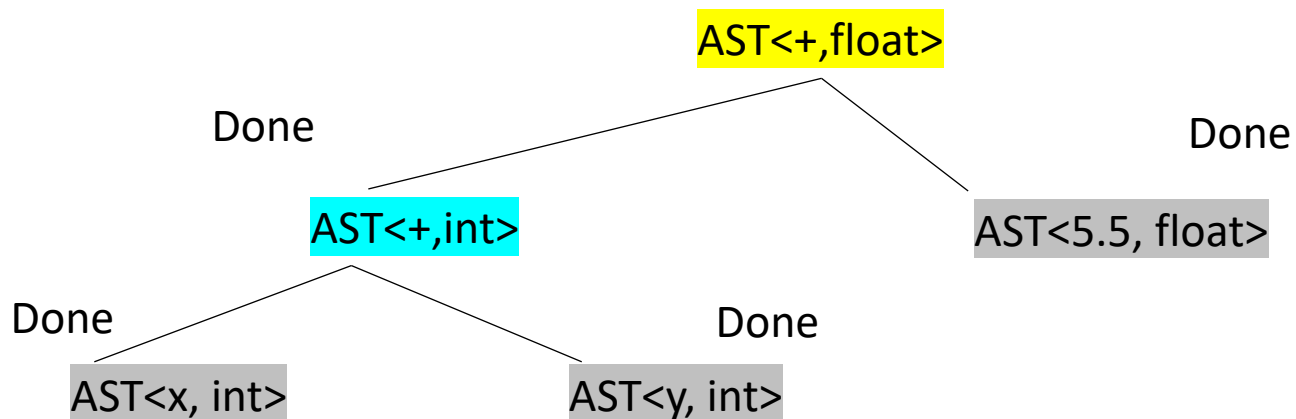 AST<+,float>
Done
Done
AST<+,int>
AST<5.5, float>
Done
Done
AST<x, int>
AST<y, int>